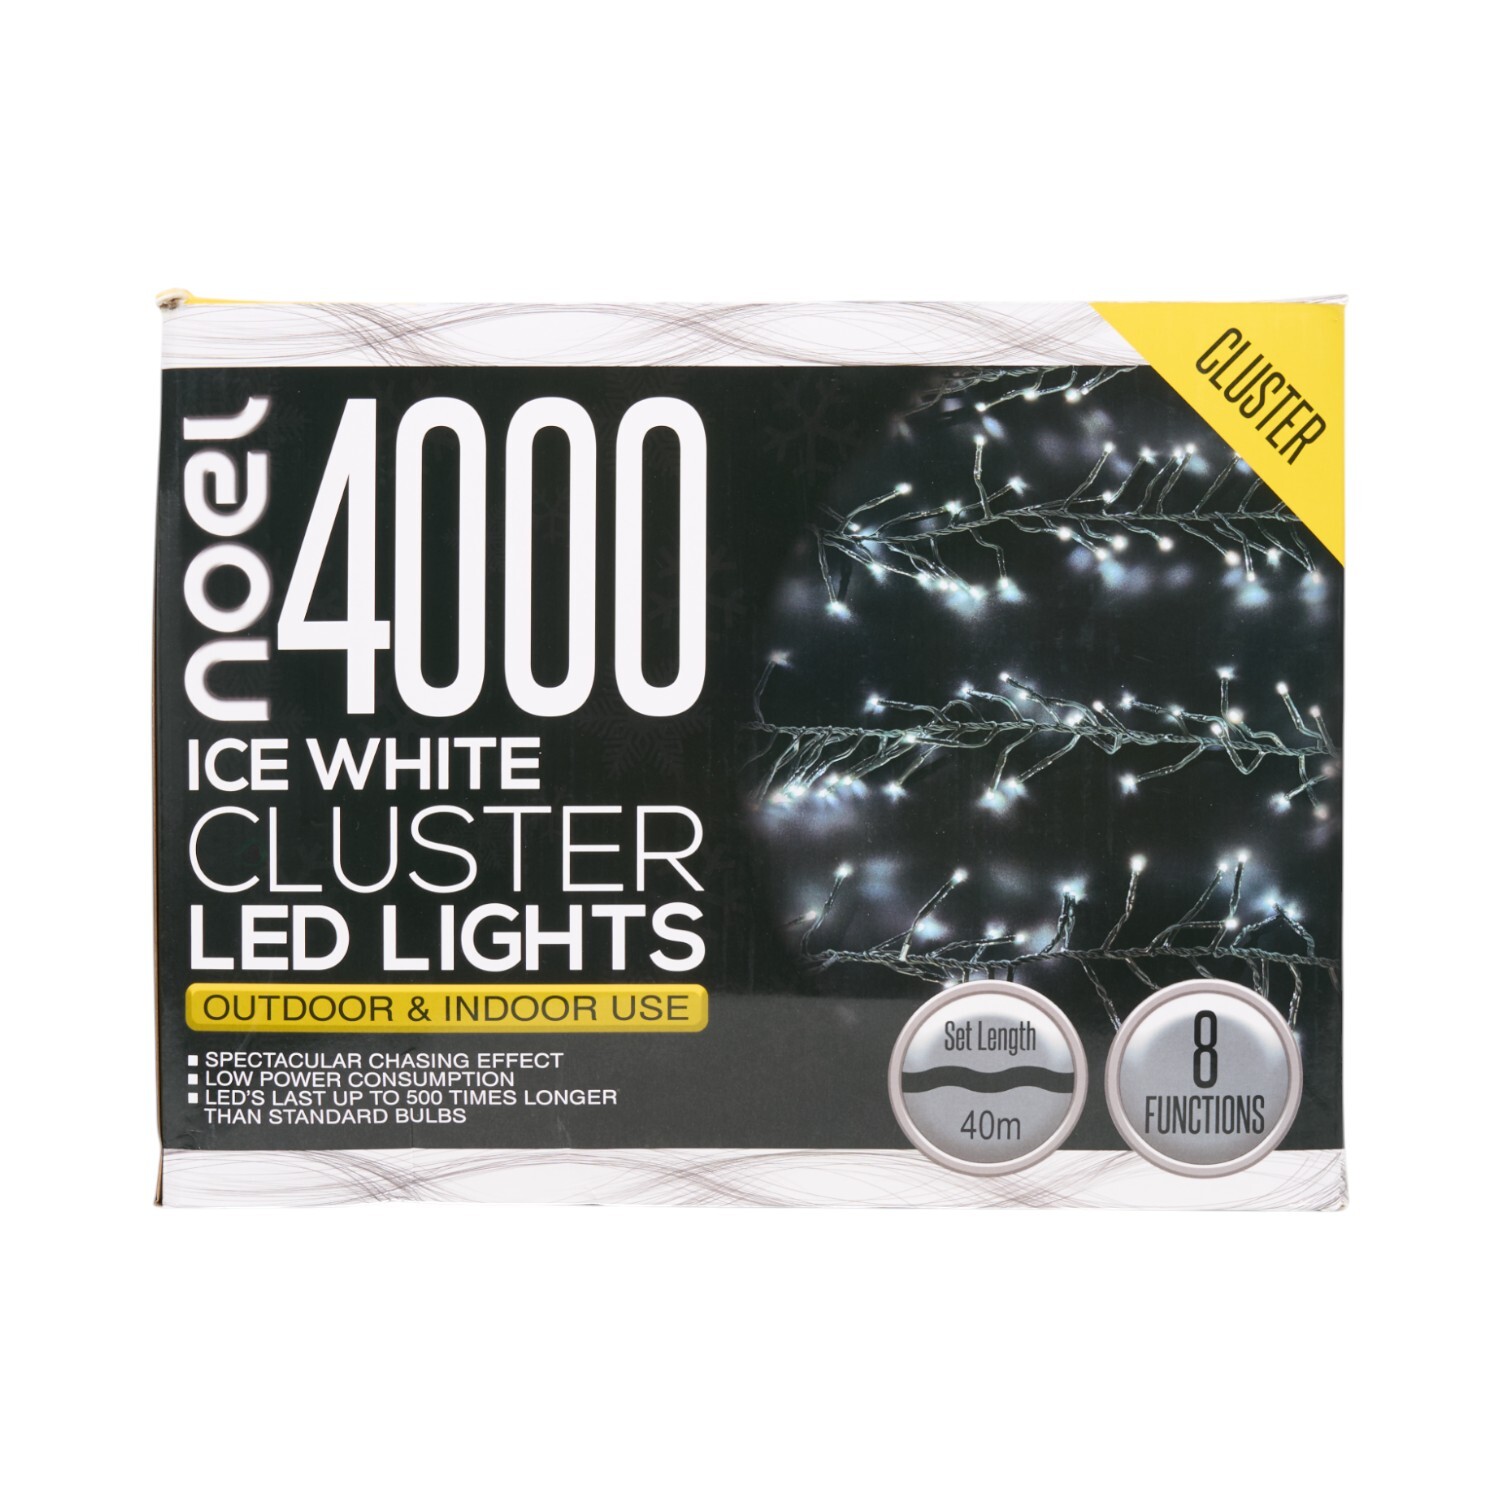 noel
4000
ICE WHITE
CLUSTER
LED LIGHTS
OUTDOOR & INDOOR USE
▪ SPECTACULAR CHASING EFFECT
▪ LOW POWER CONSUMPTION
▪ LED'S LAST UP TO 500 TIMES LONGER
THAN STANDARD BULBS
CLUSTER
Set Length
40m
8
FUNCTIONS